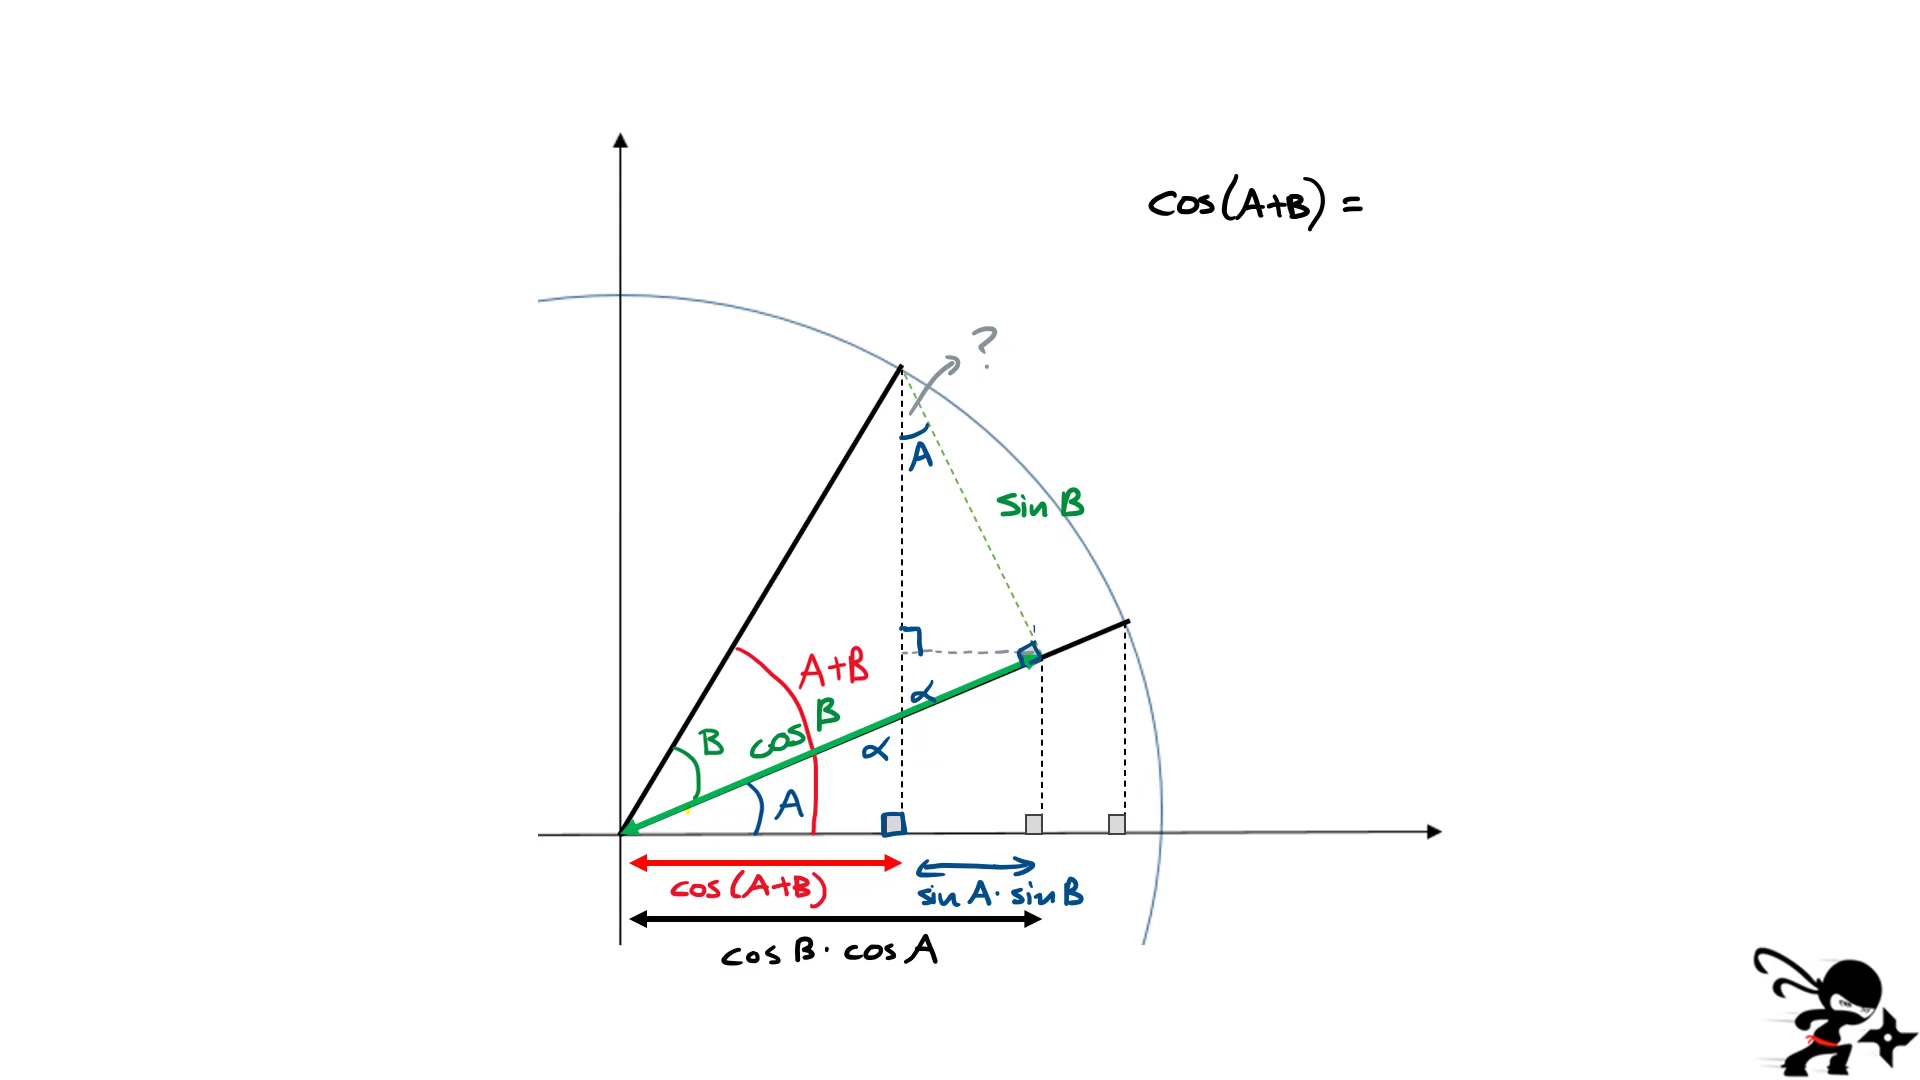 cos(A+B) =
?
A
sin B
A+B
α
B
cos B
α
A
cos(A+B)
sin A · sin B
cos B · cos A